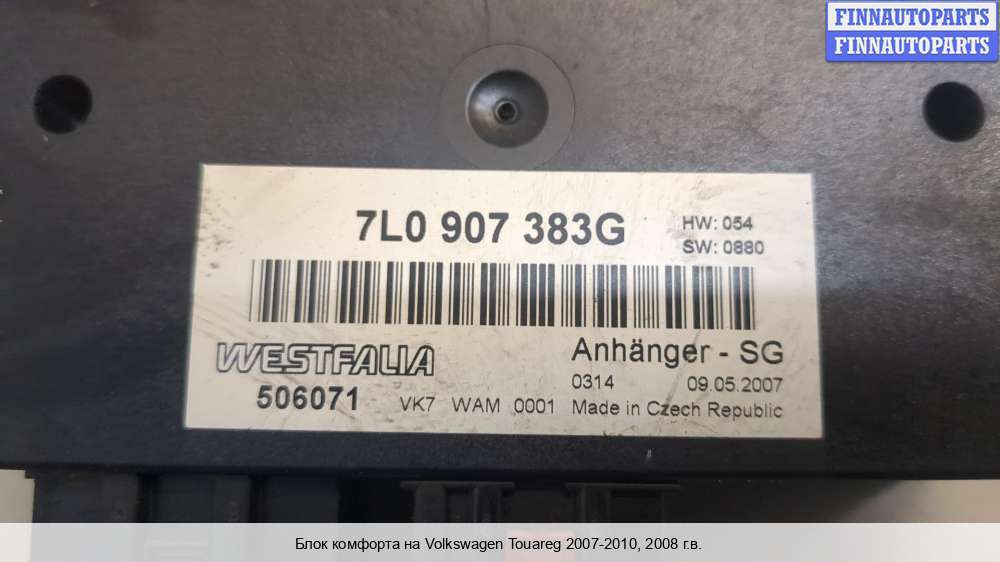 FINNAUTOPARTS
FINNAUTOPARTS
7L0 907 383G
HW: 054
SW: 0880
WESTFALIA
Anhänger - SG
506071
0314 09.05.2007
VK7 WAM 0001 Made in Czech Republic
Блок комфорта на Volkswagen Touareg 2007-2010, 2008 г.в.